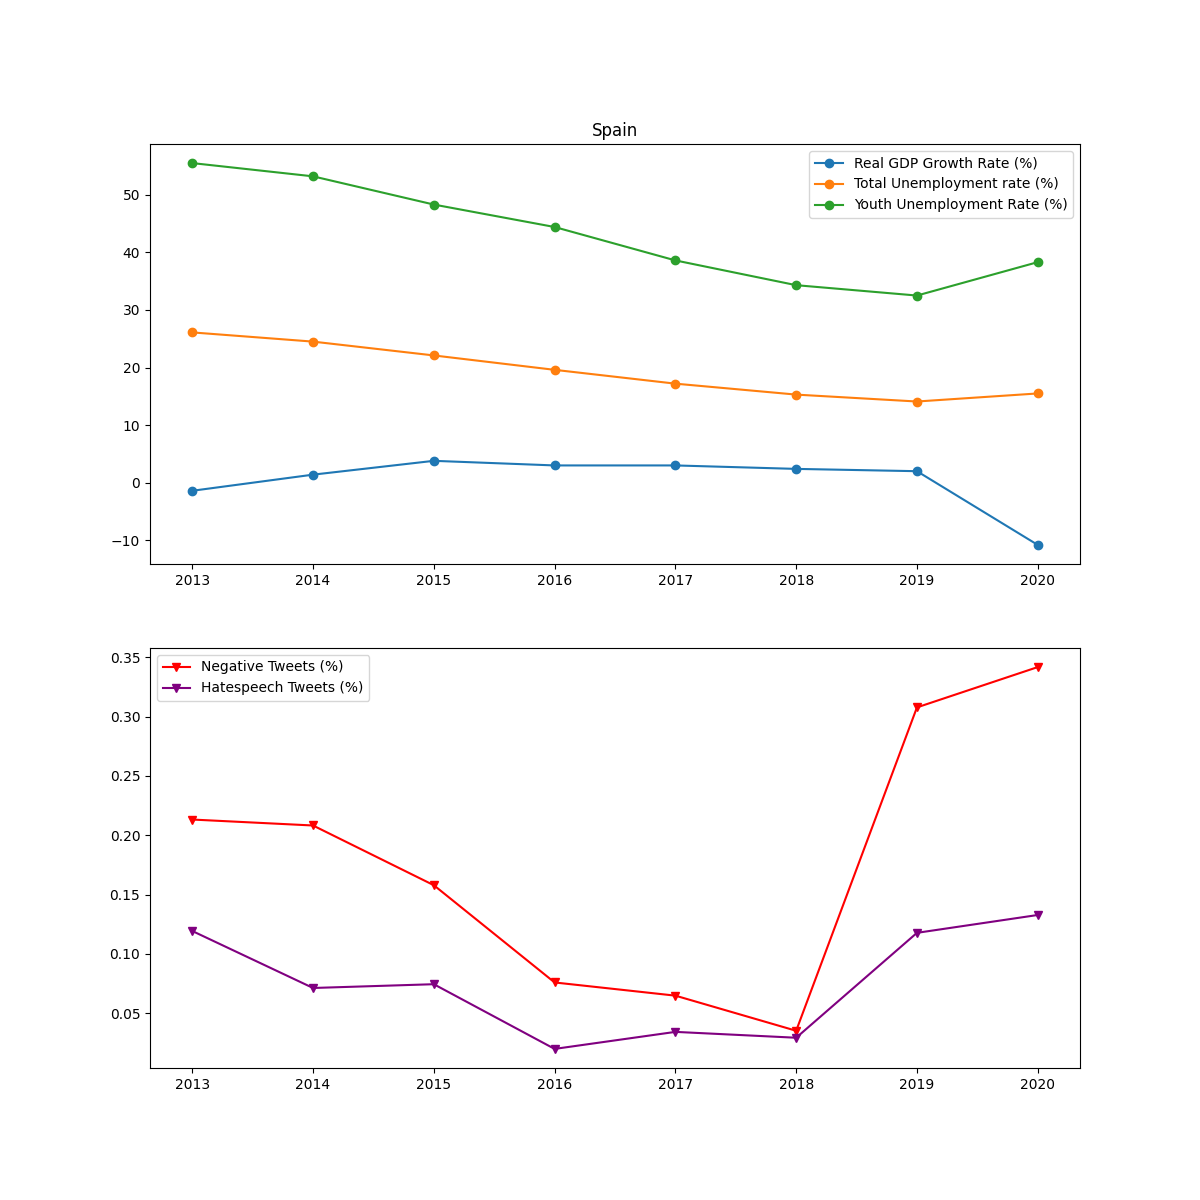 Spain
Real GDP Growth Rate (%)
Total Unemployment rate (%)
Youth Unemployment Rate (%)
50
40
30
20
10
0
−10
2013 2014 2015 2016 2017 2018 2019 2020
Negative Tweets (%)
Hatespeech Tweets (%)
0.35
0.30
0.25
0.20
0.15
0.10
0.05
2013 2014 2015 2016 2017 2018 2019 2020